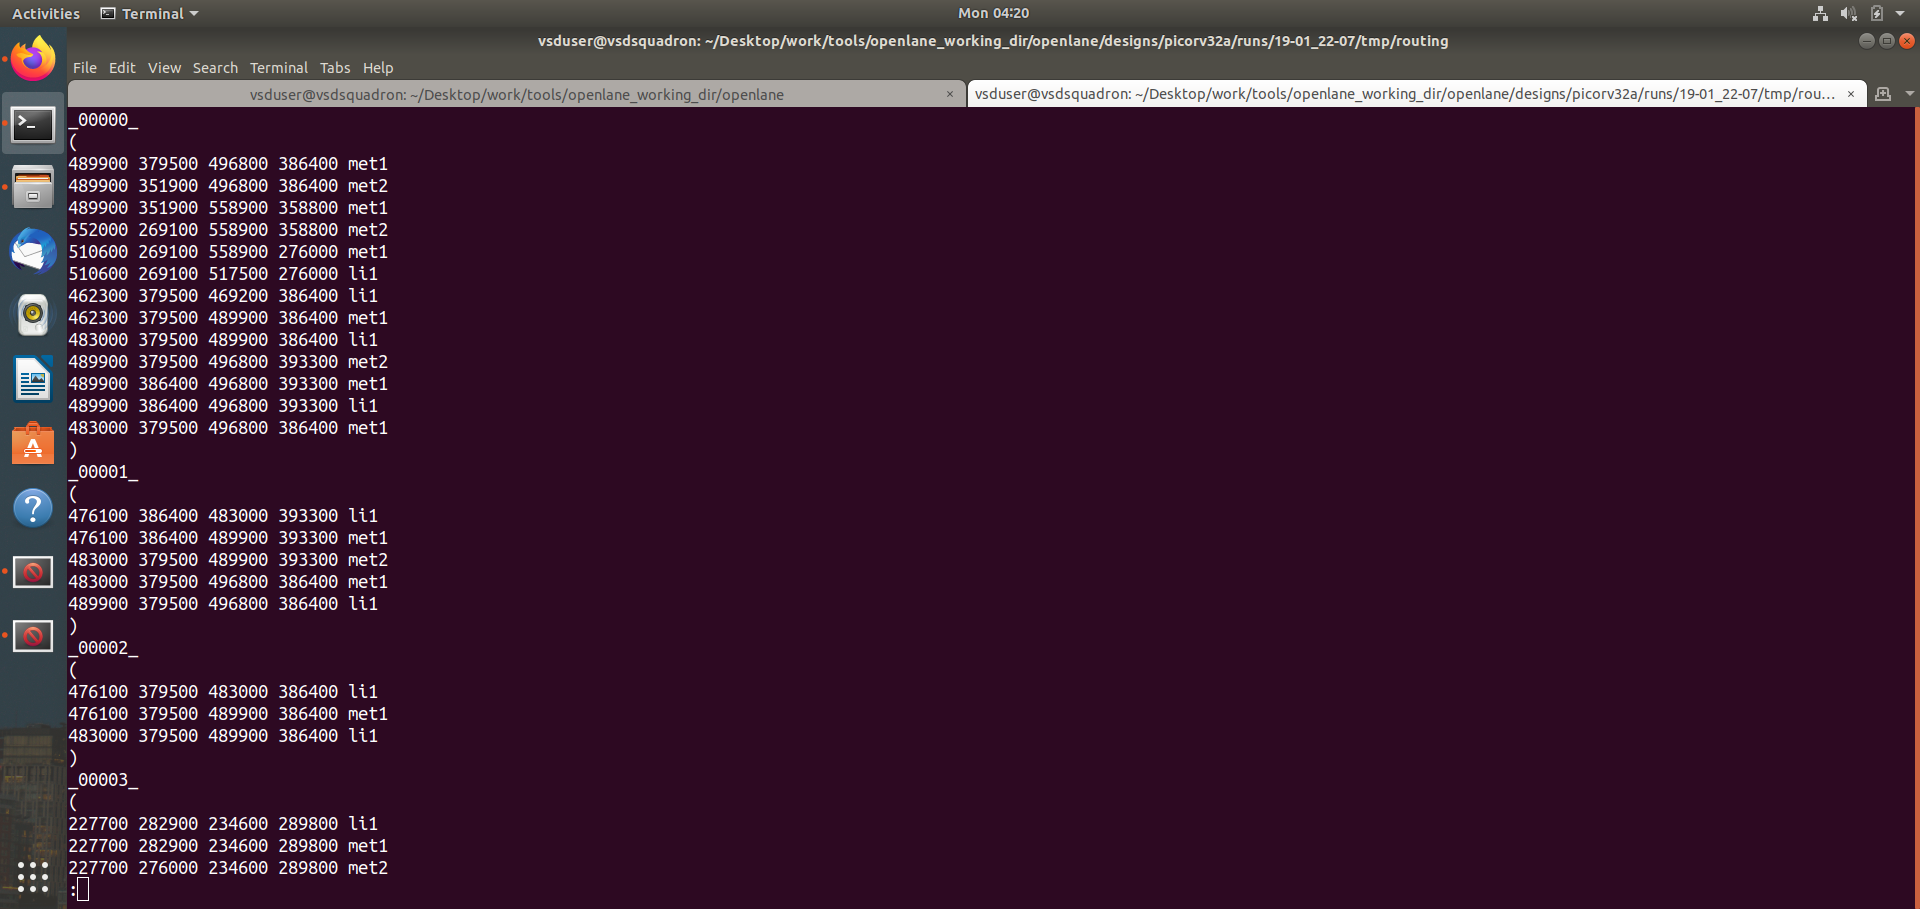 Activities Terminal Mon 04:20
vsduser@vsdsquadron: ~/Desktop/work/tools/openlane_working_dir/openlane/designs/picorv32a/runs/19-01_22-07/tmp/routing
File Edit View Search Terminal Tabs Help
vsduser@vsdsquadron: ~/Desktop/work/tools/openlane_working_dir/openlane × vsduser@vsdsquadron: ~/Desktop/work/tools/openlane_working_dir/openlane/designs/picorv32a/runs/19-01_22-07/tmp/rou... ×
_00000_
(
489900 379500 496800 386400 met1
489900 351900 496800 386400 met2
489900 351900 558900 358800 met1
552000 269100 558900 358800 met2
510600 269100 558900 276000 met1
510600 269100 517500 276000 li1
462300 379500 469200 386400 li1
462300 379500 489900 386400 met1
483000 379500 489900 386400 li1
489900 379500 496800 393300 met2
489900 386400 496800 393300 met1
489900 386400 496800 393300 li1
483000 379500 496800 386400 met1
)
_00001_
(
476100 386400 483000 393300 li1
476100 386400 489900 393300 met1
483000 379500 489900 393300 met2
483000 379500 496800 386400 met1
489900 379500 496800 386400 li1
)
_00002_
(
476100 379500 483000 386400 li1
476100 379500 489900 386400 met1
483000 379500 489900 386400 li1
)
_00003_
(
227700 282900 234600 289800 li1
227700 282900 234600 289800 met1
227700 276000 234600 289800 met2
: